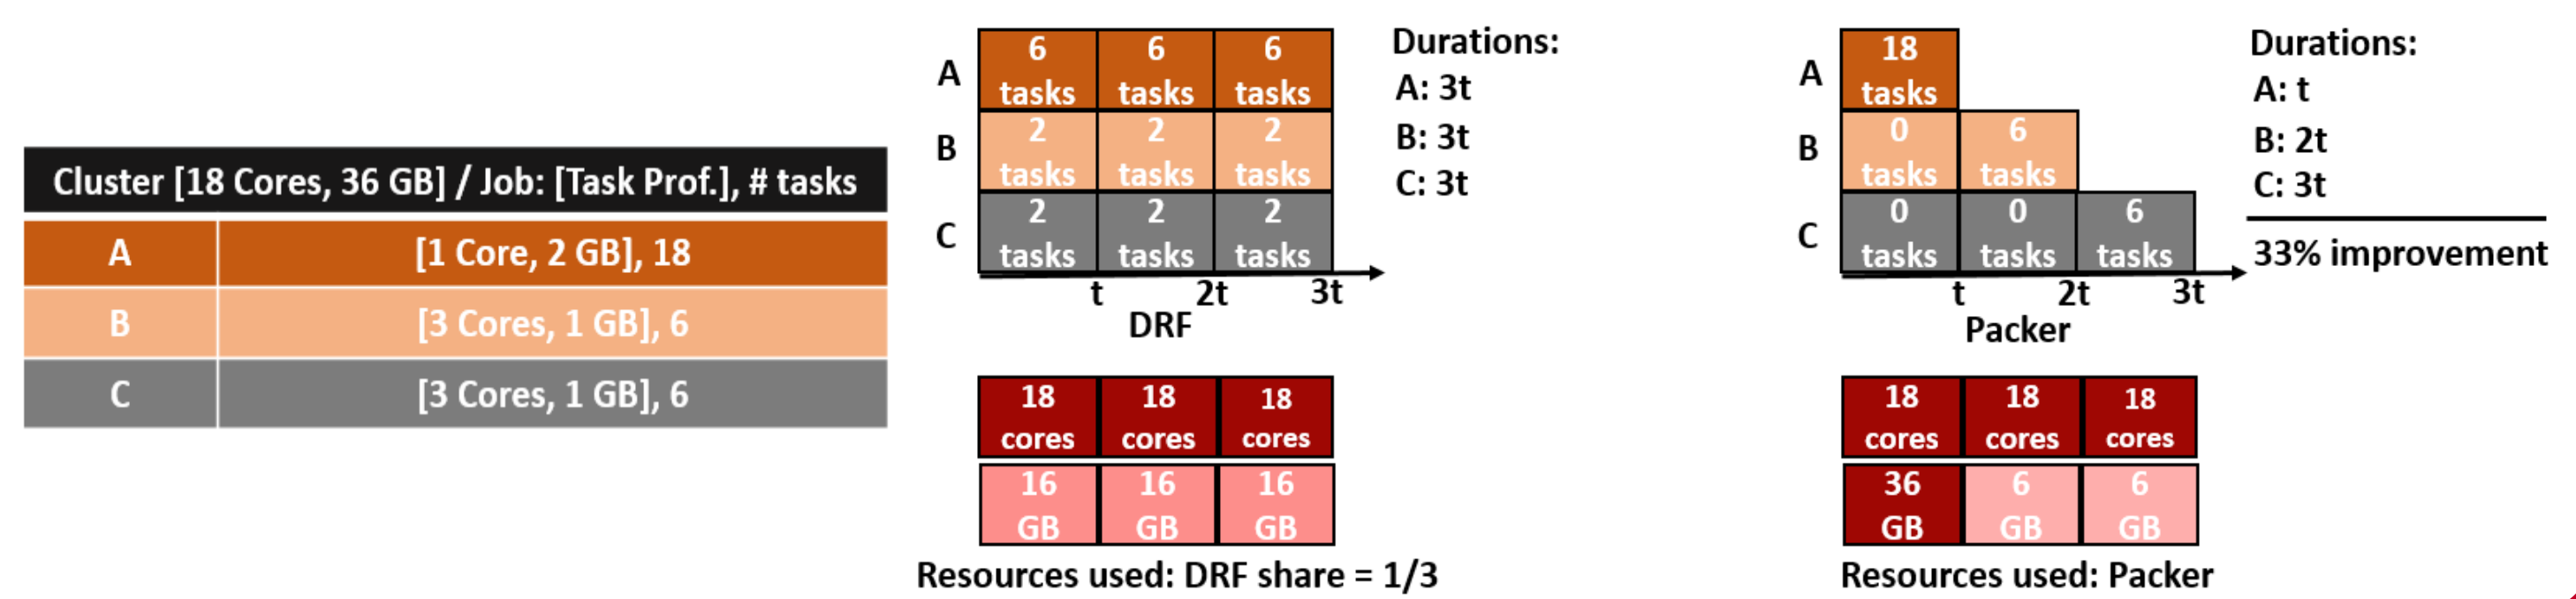 Cluster [18 Cores, 36 GB] / Job: [Task Prof.], # tasks
A [1 Core, 2 GB], 18
B [3 Cores, 1 GB], 6
C [3 Cores, 1 GB], 6
A
6 6 6
tasks tasks tasks
B
2 2 2
tasks tasks tasks
C
2 2 2
tasks tasks tasks
t 2t 3t
DRF
Durations:
A: 3t
B: 3t
C: 3t
18 18 18
cores cores cores
16 16 16
GB GB GB
Resources used: DRF share = 1/3
A
18
tasks
B
0 6
tasks tasks
C
0 0 6
tasks tasks tasks
t 2t 3t
Packer
Durations:
A: t
B: 2t
C: 3t
33% improvement
18 18 18
cores cores cores
36 6 6
GB GB GB
Resources used: Packer